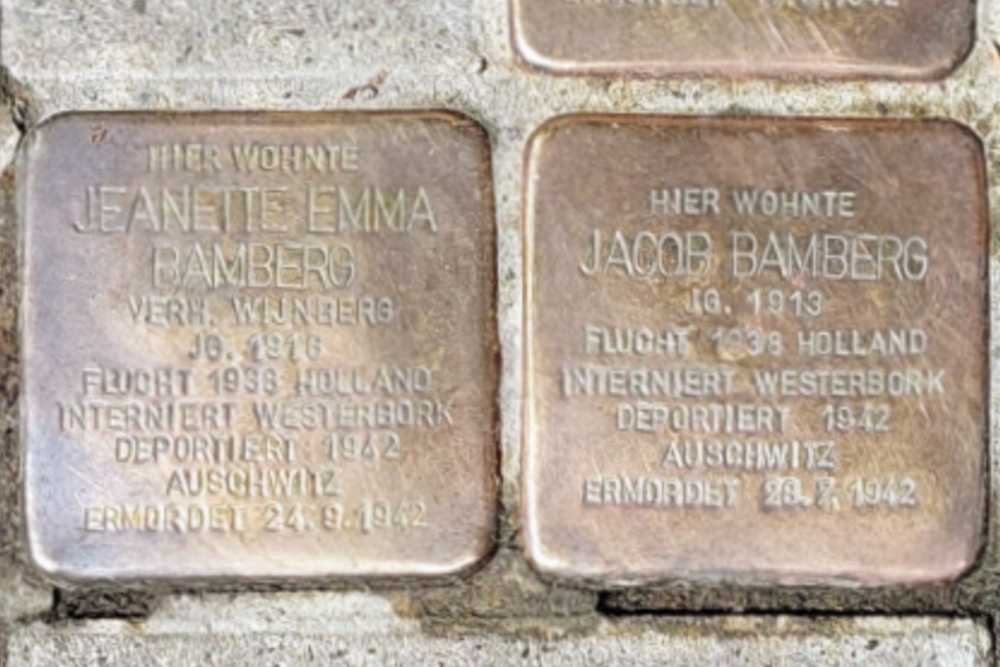 HIER WOHNTE
JEANETTE EMMA
BAMBERG
VERH. WIJNBERG
JG. 1916
FLUCHT 1938 HOLLAND
INTERNIERT WESTERBORK
DEPORTIERT 1942
AUSCHWITZ
ERMORDET 24.9.1942
HIER WOHNTE
JACOB BAMBERG
JG. 1913
FLUCHT 1938 HOLLAND
INTERNIERT WESTERBORK
DEPORTIERT 1942
AUSCHWITZ
ERMORDET 28.7.1942